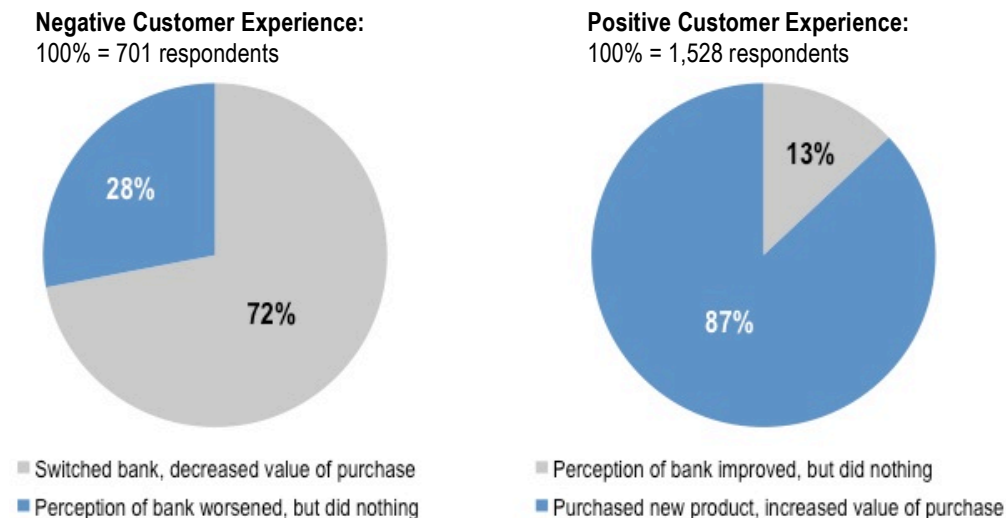 Negative Customer Experience:
100% = 701 respondents
28%
72%
Switched bank, decreased value of purchase
Perception of bank worsened, but did nothing
Positive Customer Experience:
100% = 1,528 respondents
13%
87%
Perception of bank improved, but did nothing
Purchased new product, increased value of purchase